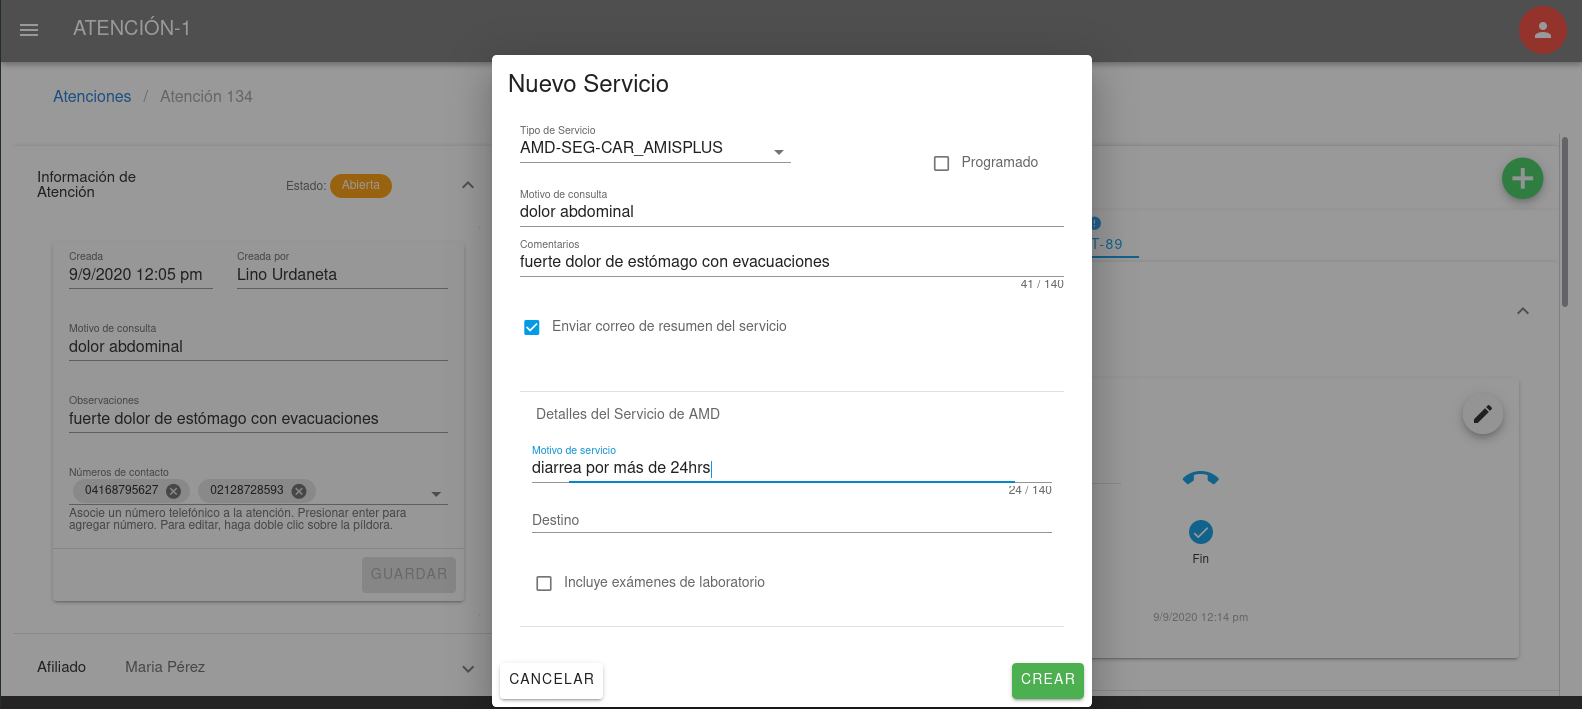 ATENCIÓN-1
Atenciones / Atención 134
Información de
Atención
Estado: Abierta
Creada
9/9/2020 12:05 pm
Creada por
Lino Urdaneta
Motivo de consulta
dolor abdominal
Observaciones
fuerte dolor de estómago con evacuaciones
Números de contacto
04168795627 02128728593
Asocie un número telefónico a la atención. Presionar enter para
agregar número. Para editar, haga doble clic sobre la píldora.
GUARDAR
Afiliado Maria Pérez
Nuevo Servicio
Tipo de Servicio
AMD-SEG-CAR_AMISPLUS
Programado
Motivo de consulta
dolor abdominal
Comentarios
fuerte dolor de estómago con evacuaciones
41 / 140
Enviar correo de resumen del servicio
Detalles del Servicio de AMD
Motivo de servicio
diarrea por más de 24hrs
24 / 140
Destino
Incluye exámenes de laboratorio
CANCELAR
CREAR
T-89
Fin
9/9/2020 12:14 pm